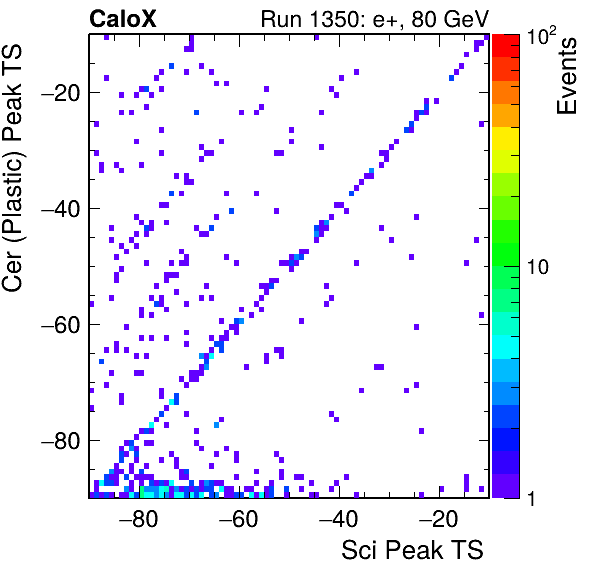 CaloX Run 1350: e+, 80 GeV
Cer (Plastic) Peak TS
−20
−40
−60
−80
−80 −60 −40 −20
Sci Peak TS
10²
10
1
Events